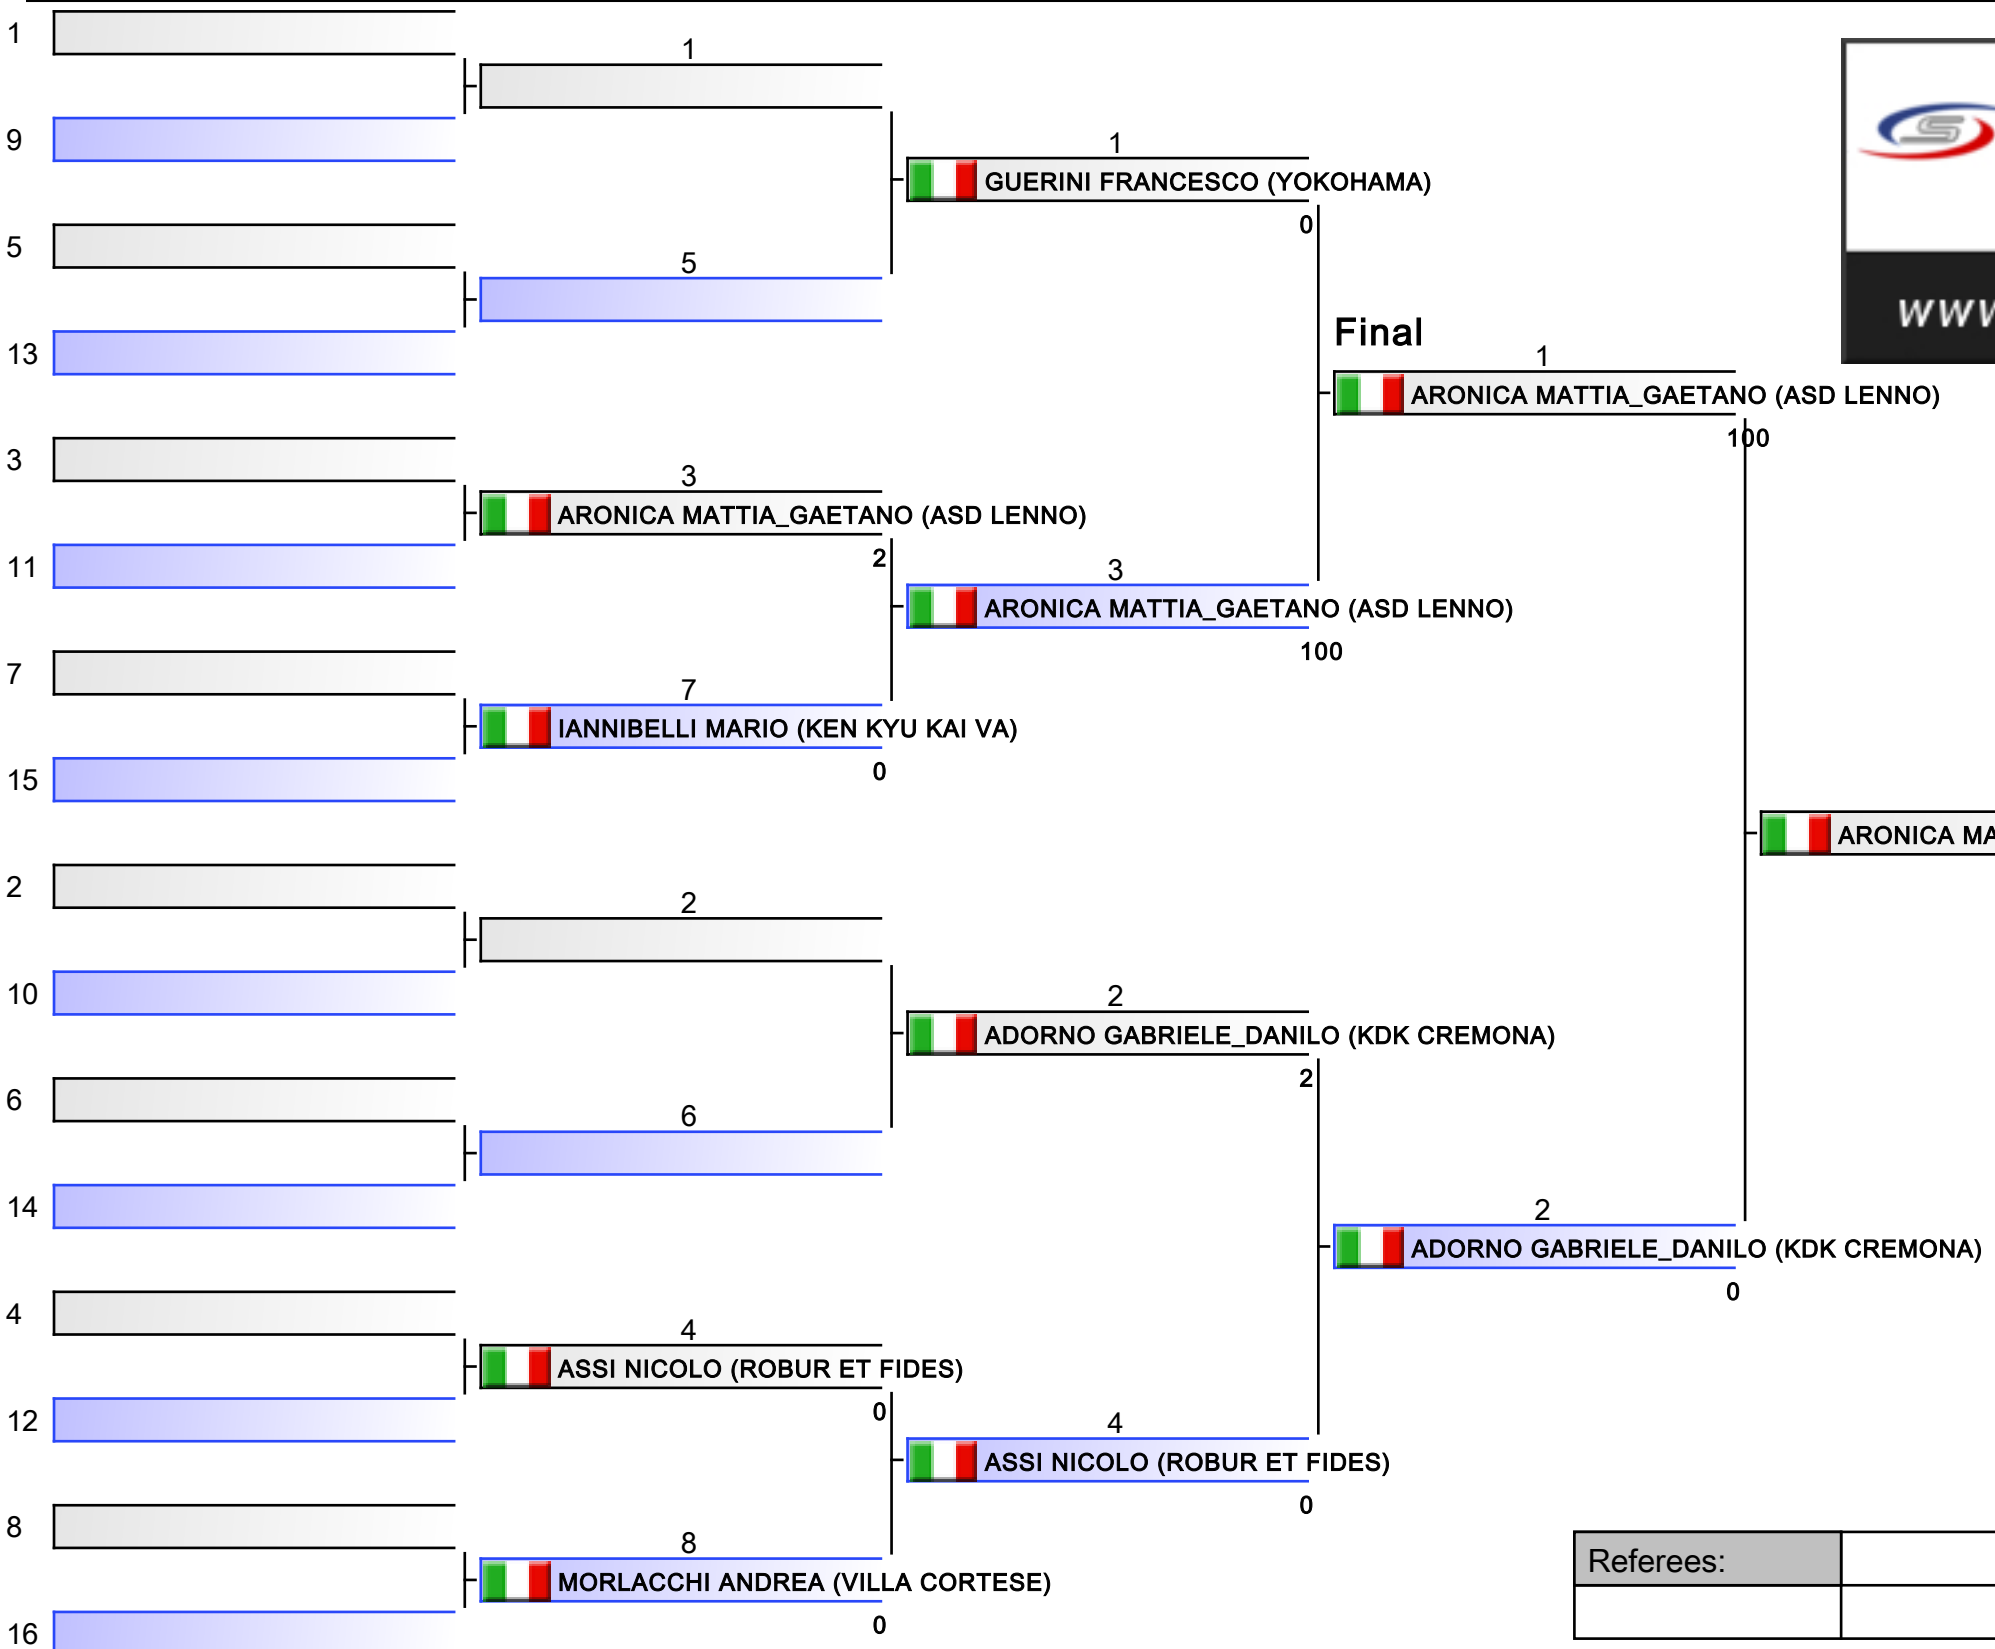 1
1
9
1
GUERINI FRANCESCO (YOKOHAMA)
0
5
5
13
Final
1
ARONICA MATTIA_GAETANO (ASD LENNO)
100
3
3
ARONICA MATTIA_GAETANO (ASD LENNO)
2
11
3
ARONICA MATTIA_GAETANO (ASD LENNO)
100
7
7
IANNIBELLI MARIO (KEN KYU KAI VA)
0
15
ARONICA MA
2
2
10
2
ADORNO GABRIELE_DANILO (KDK CREMONA)
2
6
6
14
2
ADORNO GABRIELE_DANILO (KDK CREMONA)
0
4
4
ASSI NICOLO (ROBUR ET FIDES)
0
12
4
ASSI NICOLO (ROBUR ET FIDES)
0
8
8
MORLACCHI ANDREA (VILLA CORTESE)
0
16
Referees:
S
www